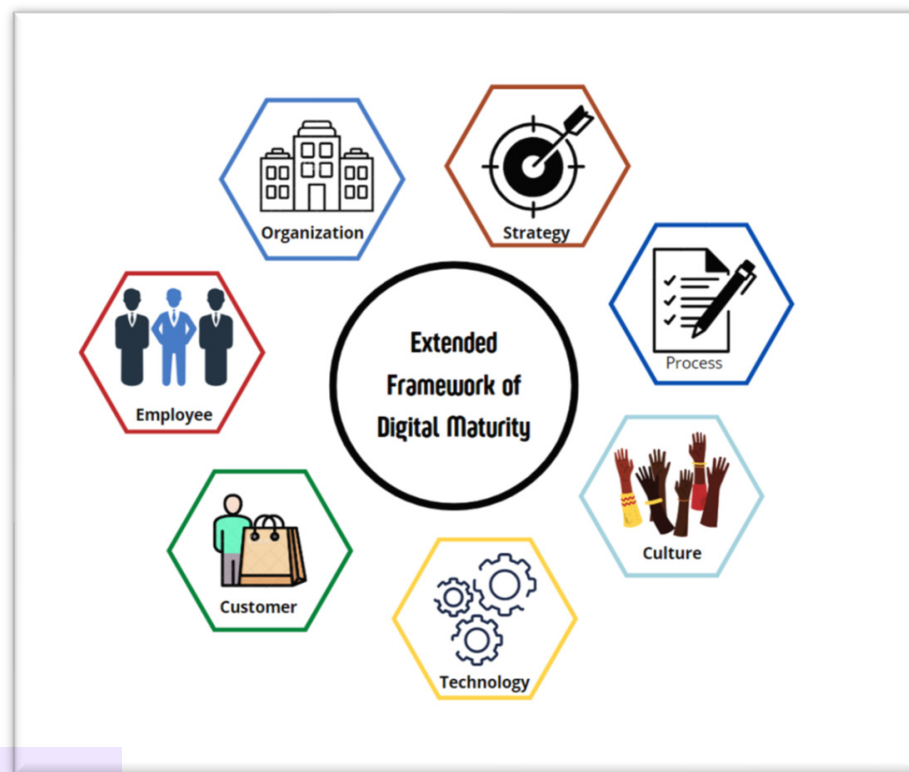 Organization
Strategy
Process
Employee
Extended
Framework of
Digital Maturity
Culture
Customer
Technology